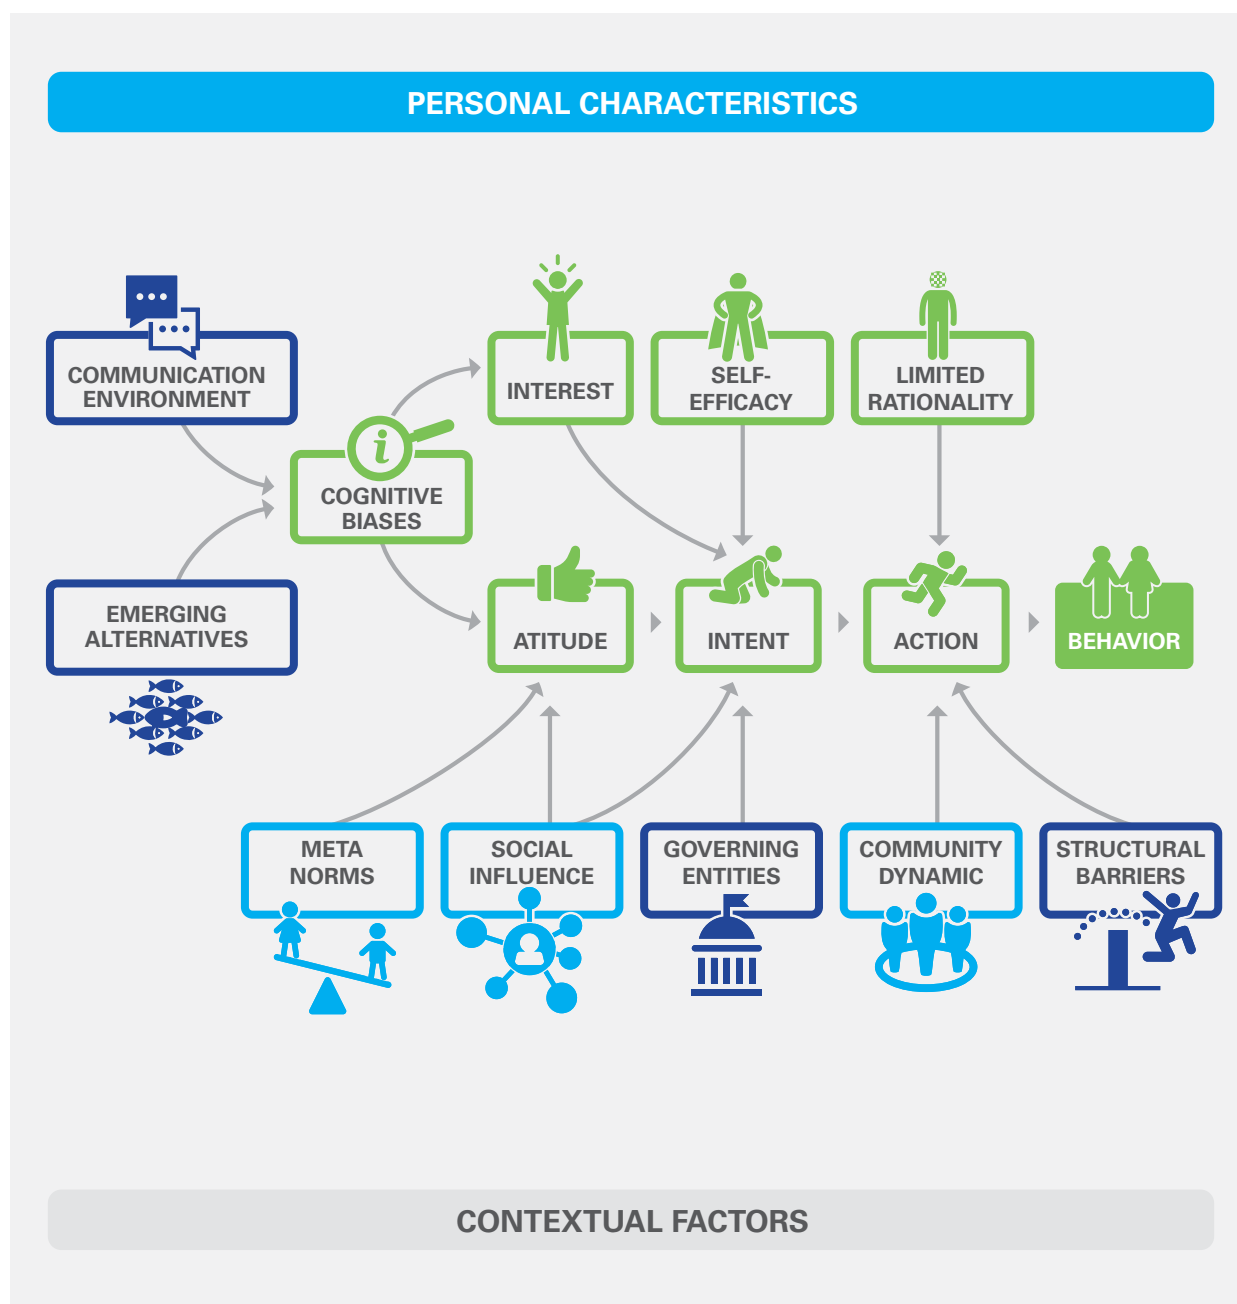 PERSONAL CHARACTERISTICS
COMMUNICATION
ENVIRONMENT
INTEREST
SELF-
EFFICACY
LIMITED
RATIONALITY
i
COGNITIVE
BIASES
EMERGING
ALTERNATIVES
ATITUDE
INTENT
ACTION
BEHAVIOR
META
NORMS
SOCIAL
INFLUENCE
GOVERNING
ENTITIES
COMMUNITY
DYNAMIC
STRUCTURAL
BARRIERS
CONTEXTUAL FACTORS